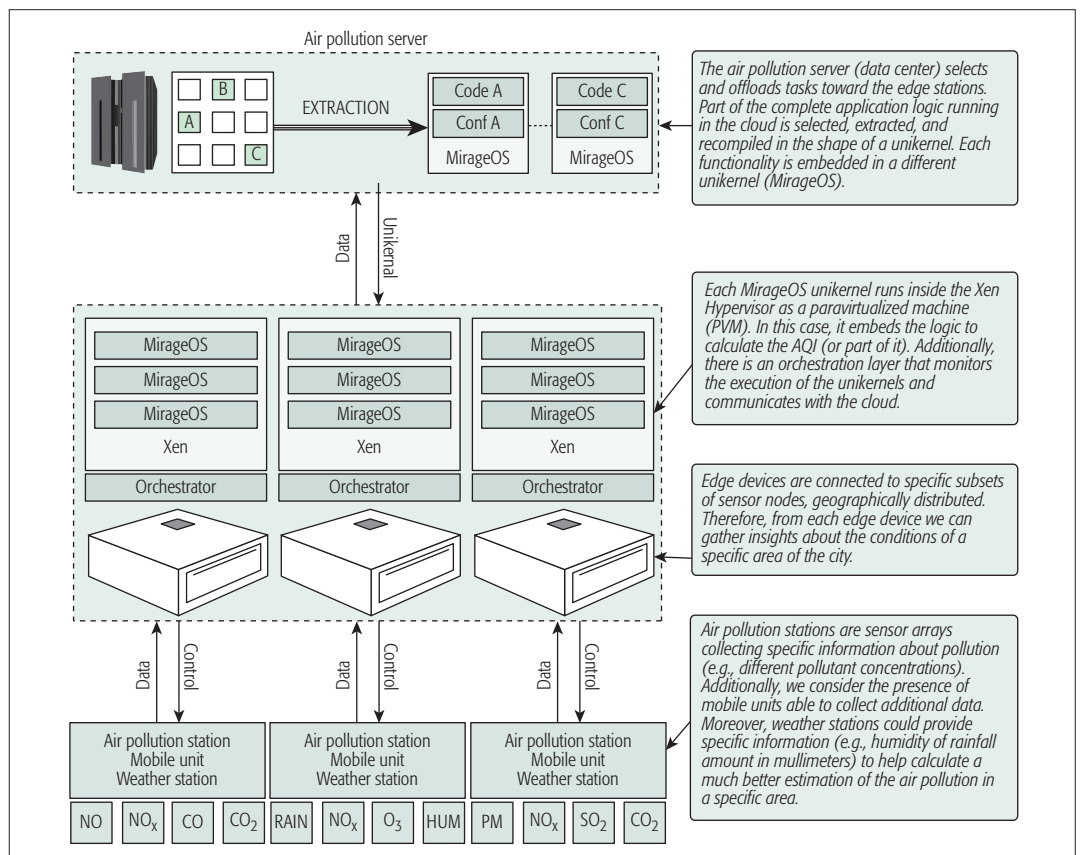 Air pollution server
B
A
C
EXTRACTION
Code A
Conf A
MirageOS
Code C
Conf C
MirageOS
The air pollution server (data center) selects
and offloads tasks toward the edge stations.
Part of the complete application logic running
in the cloud is selected, extracted, and
recompiled in the shape of a unikernel. Each
functionality is embedded in a different
unikernel (MirageOS).
Data
Unikernal
MirageOS
MirageOS
MirageOS
Xen
Orchestrator
MirageOS
MirageOS
MirageOS
Xen
Orchestrator
MirageOS
MirageOS
MirageOS
Xen
Orchestrator
Each MirageOS unikernel runs inside the Xen
Hypervisor as a paravirtualized machine
(PVM). In this case, it embeds the logic to
calculate the AQI (or part of it). Additionally,
there is an orchestration layer that monitors
the execution of the unikernels and
communicates with the cloud.
Edge devices are connected to specific subsets
of sensor nodes, geographically distributed.
Therefore, from each edge device we can
gather insights about the conditions of a
specific area of the city.
Data
Control
Data
Control
Data
Control
Air pollution station
Mobile unit
Weather station
Air pollution station
Mobile unit
Weather station
Air pollution station
Mobile unit
Weather station
Air pollution stations are sensor arrays
collecting specific information about pollution
(e.g., different pollutant concentrations).
Additionally, we consider the presence of
mobile units able to collect additional data.
Moreover, weather stations could provide
specific information (e.g., humidity of rainfall
amount in mullimeters) to help calculate a
much better estimation of the air pollution in
a specific area.
NO
NOx
CO
CO2
RAIN
NOx
O3
HUM
PM
NOx
SO2
CO2